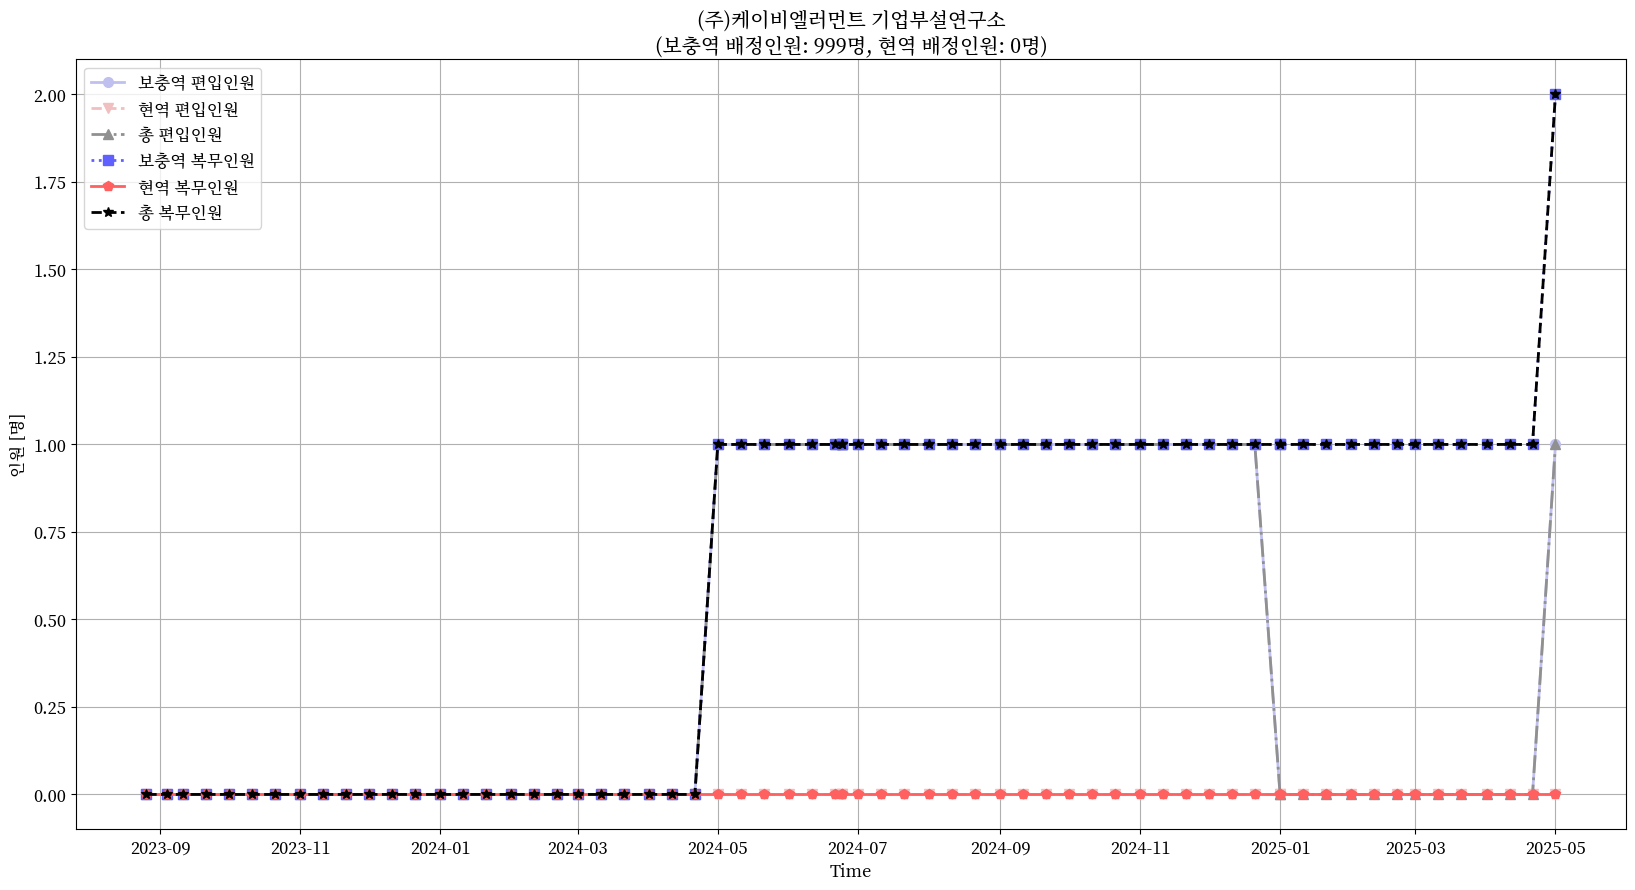 (주)케이비엘러먼트 기업부설연구소
(보충역 배정인원: 999명, 현역 배정인원: 0명)
보충역 편입인원
현역 편입인원
총 편입인원
보충역 복무인원
현역 복무인원
총 복무인원
2.00
1.75
1.50
1.25
1.00
0.75
0.50
0.25
0.00
인원 [명]
2023-09
2023-11
2024-01
2024-03
2024-05
2024-07
2024-09
2024-11
2025-01
2025-03
2025-05
Time